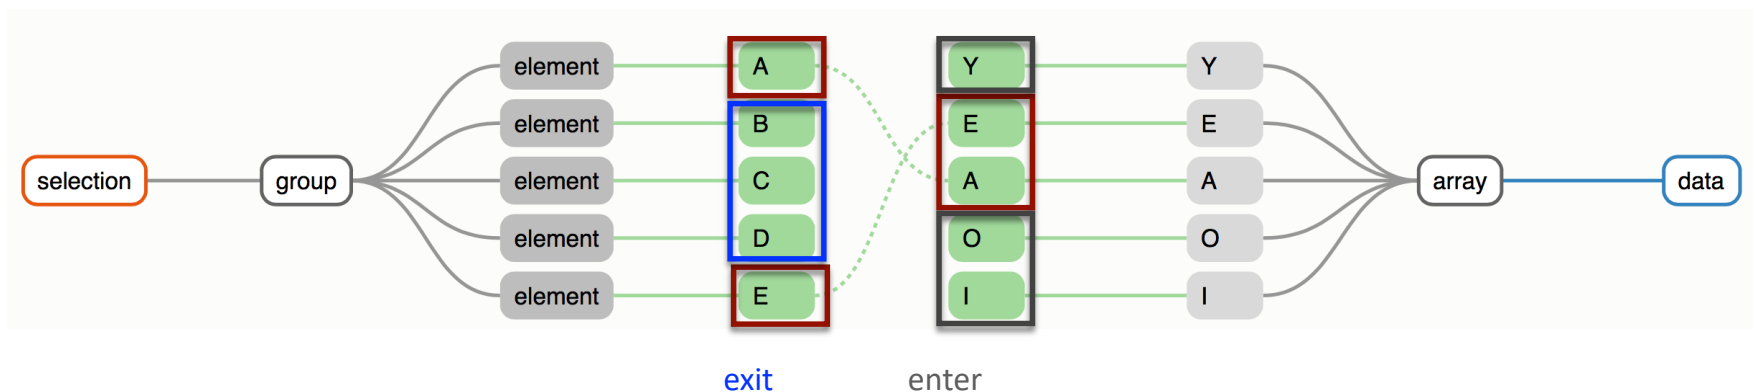 element A Y Y
element B E E
selection group element C A A array data
element D O O
element E I I
exit enter